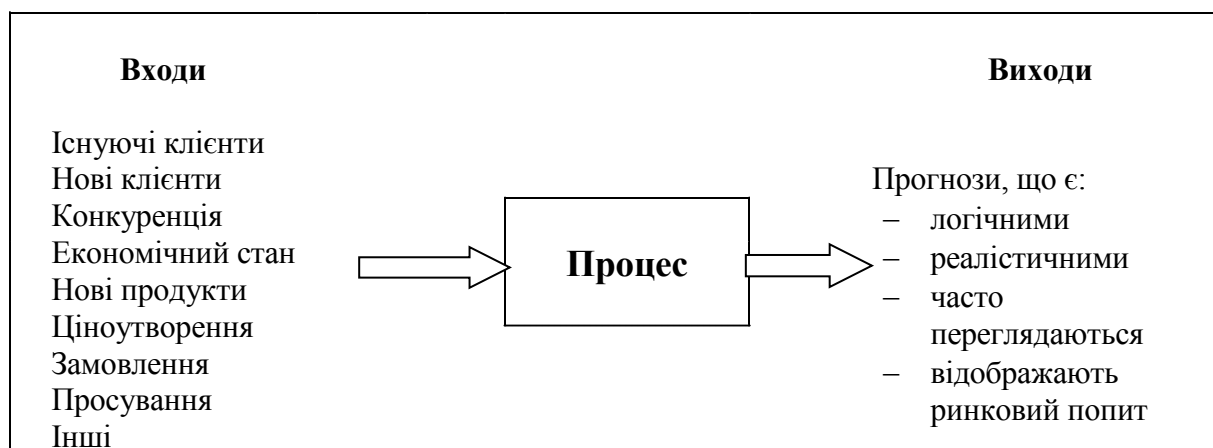 Входи
Існуючі клієнти
Нові клієнти
Конкуренція
Економічний стан
Нові продукти
Ціноутворення
Замовлення
Просування
Інші
Процес
Виходи
Прогнози, що є:
– логічними
– реалістичними
– часто
переглядаються
– відображають
ринковий попит